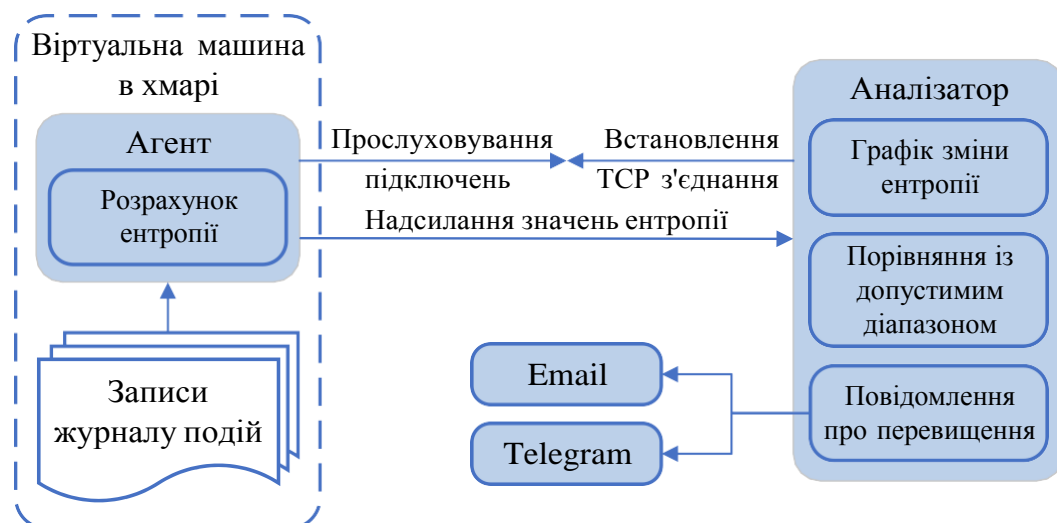 Віртуальна машина
в хмарі
Агент
Розрахунок
ентропії
Записи
журналу подій
Прослуховування
підключень
Встановлення
TCP з'єднання
Надсилання значень ентропії
Аналізатор
Графік зміни
ентропії
Порівняння із
допустимим
діапазоном
Повідомлення
про перевищення
Email
Telegram